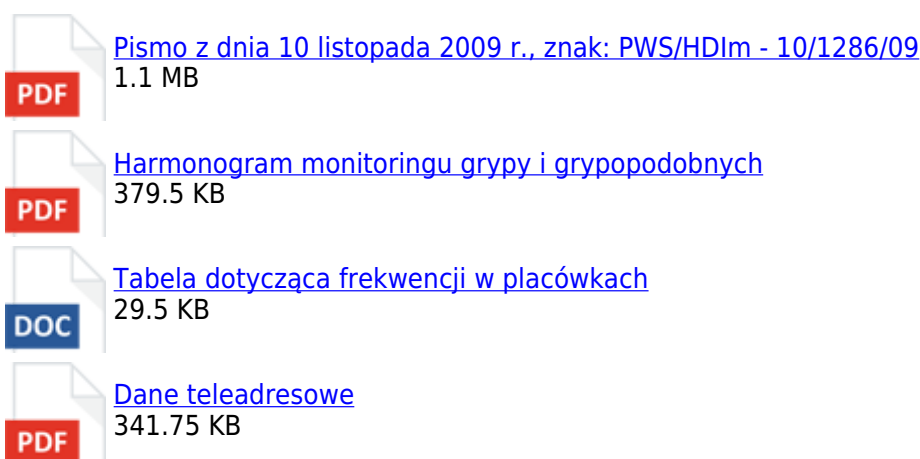 Pismo z dnia 10 listopada 2009 r., znak: PWS/HDIm - 10/1286/09
1.1 MB
PDF
Harmonogram monitoringu grypy i grypopodobnych
379.5 KB
PDF
Tabela dotycząca frekwencji w placówkach
29.5 KB
DOC
Dane teleadresowe
341.75 KB
PDF